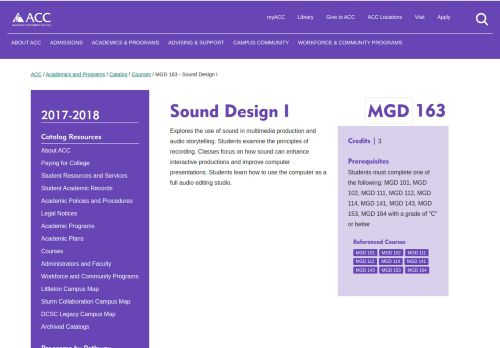 ACC
myACC Library Give to ACC ACC Locations Visit Apply
ABOUT ACC ADMISSIONS ACADEMICS & PROGRAMS ADVISING & SUPPORT CAMPUS COMMUNITY WORKFORCE & COMMUNITY PROGRAMS
ACC / Academics and Programs / Catalog / Courses / MGD 163 - Sound Design I
2017-2018
Catalog Resources
About ACC
Paying for College
Student Resources and Services
Student Academic Records
Academic Policies and Procedures
Legal Notices
Academic Programs
Academic Plans
Courses
Administrators and Faculty
Workforce and Community Programs
Littleton Campus Map
Sturm Collaboration Campus Map
DCSC Legacy Campus Map
Archived Catalogs
Programs by Pathway
Sound Design I
Explores the use of sound in multimedia production and
audio storytelling. Students examine the principles of
recording. Classes focus on how sound can enhance
interactive productions and improve computer
presentations. Students learn how to use the computer as a
full audio editing studio.
MGD 163
Credits | 3
Prerequisites
Students must complete one of
the following: MGD 101, MGD
102, MGD 111, MGD 112, MGD
114, MGD 141, MGD 143, MGD
153, MGD 164 with a grade of "C"
or better
Referenced Courses
MGD 101 MGD 102 MGD 111
MGD 112 MGD 114 MGD 141
MGD 143 MGD 153 MGD 164